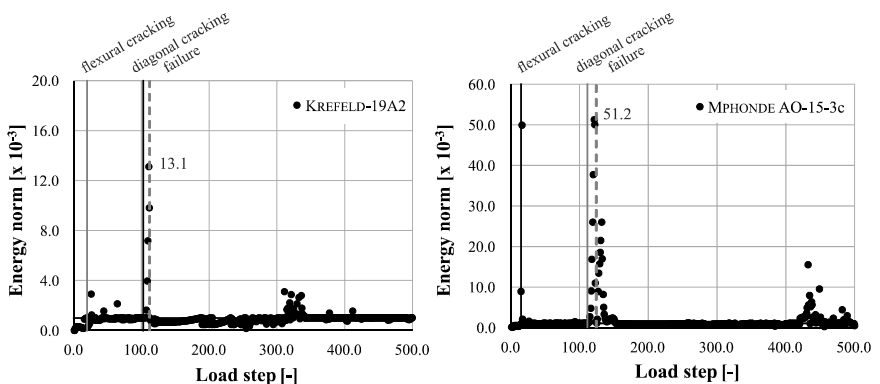 flexural cracking
diagonal cracking
failure
20.0
16.0
12.0
8.0
4.0
0.0
Energy norm [x 10⁻³]
KREFELD-19A2
13.1
0.0 100.0 200.0 300.0 400.0 500.0
Load step [-]
flexural cracking
diagonal cracking
failure
60.0
50.0
40.0
30.0
20.0
10.0
0.0
Energy norm [x 10⁻³]
MPHONDE AO-15-3c
51.2
0.0 100.0 200.0 300.0 400.0 500.0
Load step [-]